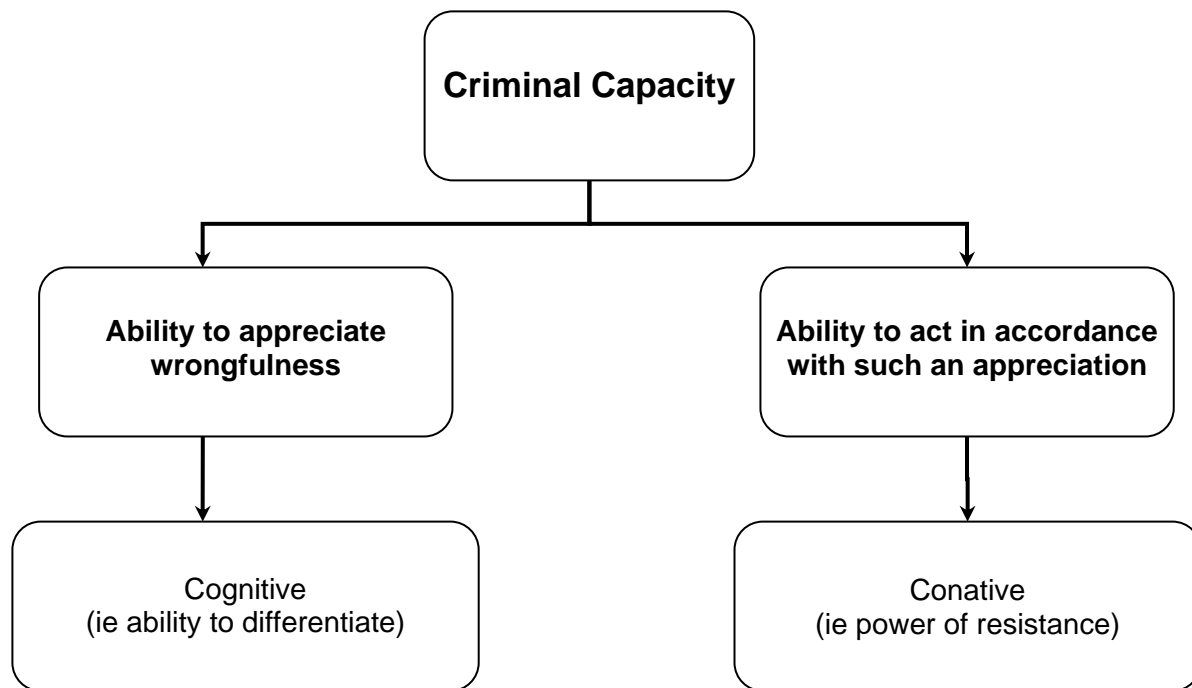 Criminal Capacity
Ability to appreciate
wrongfulness
Ability to act in accordance
with such an appreciation
Cognitive
(ie ability to differentiate)
Conative
(ie power of resistance)